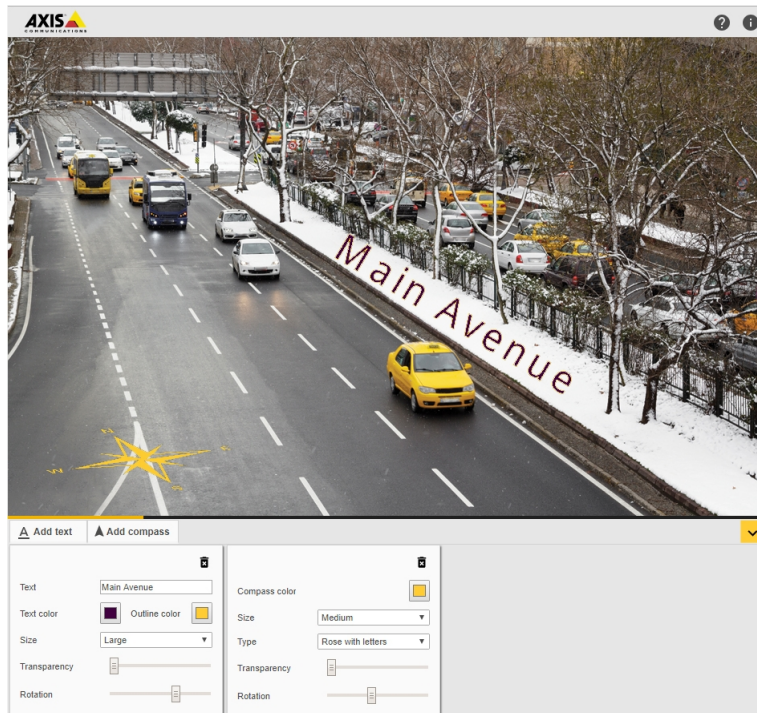 AXIS
COMMUNICATIONS
Main Avenue
N
W
S
Add text
Add compass
Text
Main Avenue
Text color
Outline color
Size
Large
Transparency
Rotation
Compass color
Size
Medium
Type
Rose with letters
Transparency
Rotation